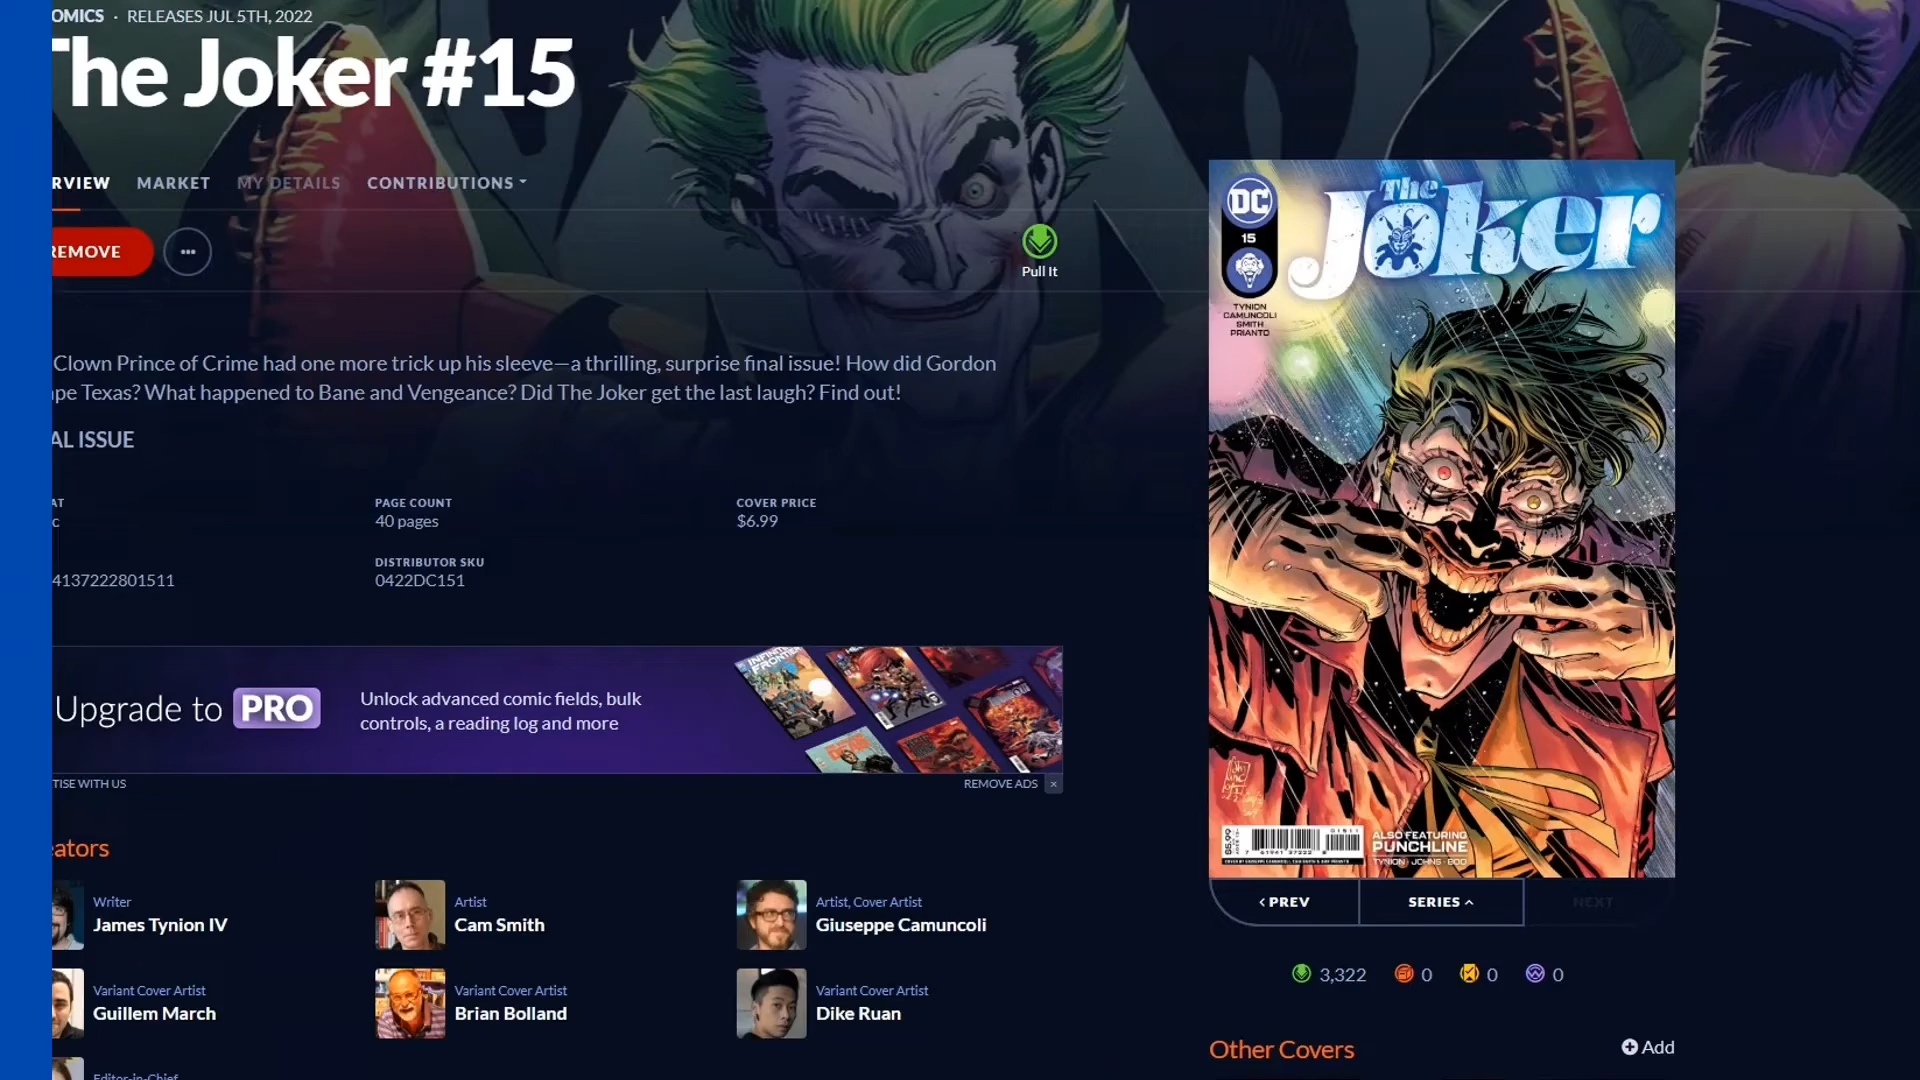 OMICS · RELEASES JUL 5TH, 2022
The Joker #15
RVIEW MARKET MY DETAILS CONTRIBUTIONS
REMOVE ...
Pull It
Clown Prince of Crime had one more trick up his sleeve—a thrilling, surprise final issue! How did Gordon
pe Texas? What happened to Bane and Vengeance? Did The Joker get the last laugh? Find out!
AL ISSUE
AT PAGE COUNT COVER PRICE
c 40 pages $6.99
DISTRIBUTOR SKU
4137222801511 0422DC151
Upgrade to PRO
Unlock advanced comic fields, bulk
controls, a reading log and more
INFINITE
FRONTIER
TISE WITH US REMOVE ADS ×
eators
Writer
James Tynion IV
Artist
Cam Smith
Artist, Cover Artist
Giuseppe Camuncoli
Variant Cover Artist
Guillem March
Variant Cover Artist
Brian Bolland
Variant Cover Artist
Dike Ruan
Editor-in-Chief
DC
15
The
Joker
TYNION
CAMUNCOLI
SMITH
PRIANTO
ALSO FEATURING
PUNCHLINE
TYNION · JOHNS · BOO
‹ PREV SERIES NEXT
3,322 0 0 0
Other Covers Add